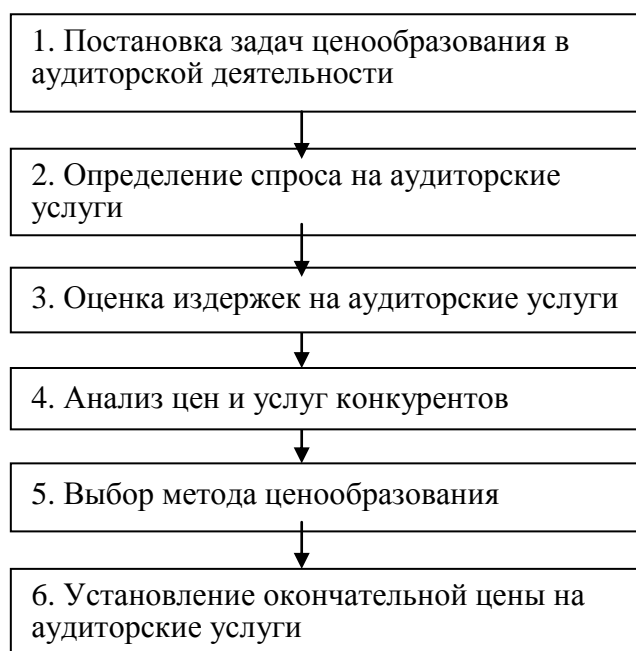 1. Постановка задач ценообразования в
аудиторской деятельности
2. Определение спроса на аудиторские
услуги
3. Оценка издержек на аудиторские услуги
4. Анализ цен и услуг конкурентов
5. Выбор метода ценообразования
6. Установление окончательной цены на
аудиторские услуги